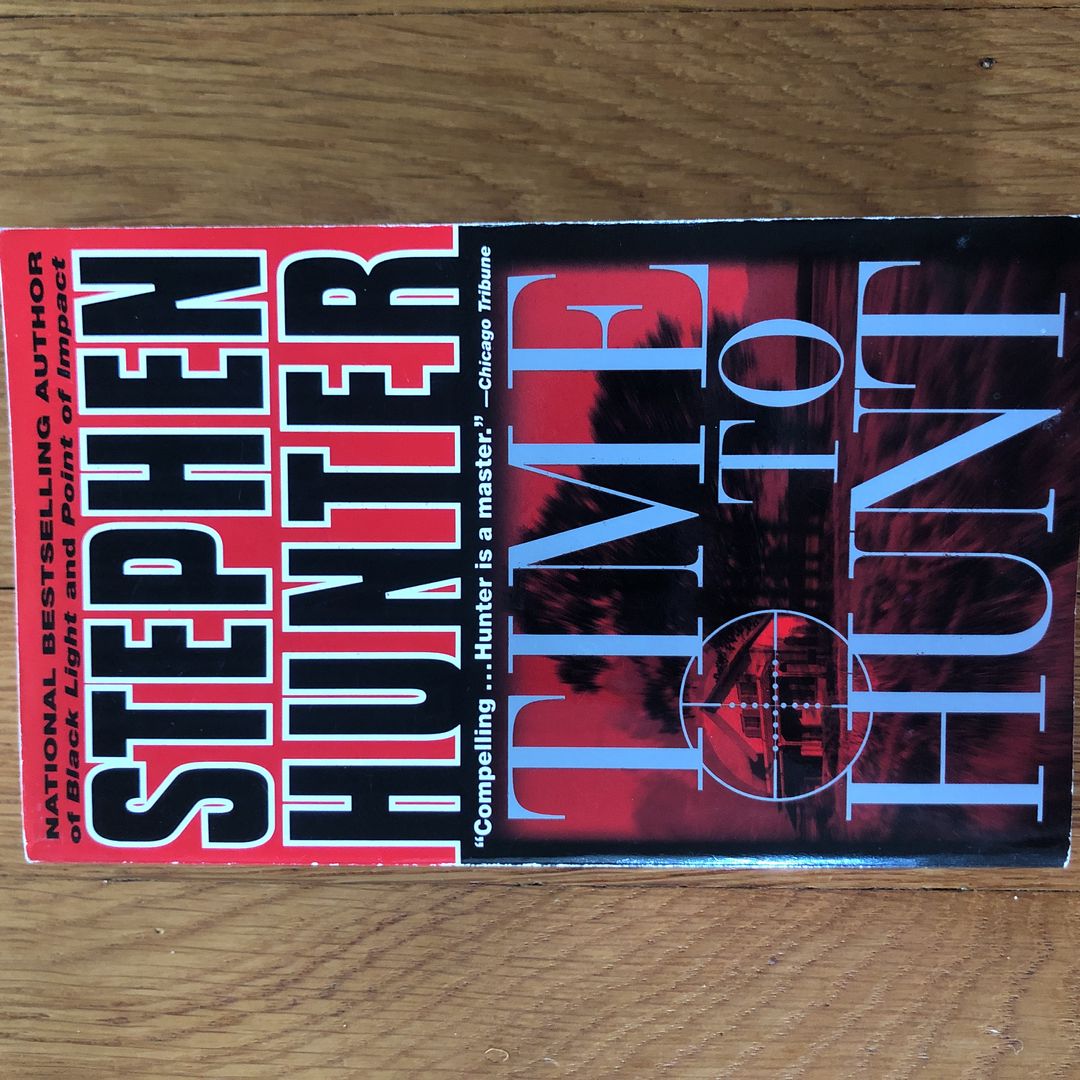 NATIONAL BESTSELLING AUTHOR
of Black Light and Point of Impact
STEPHEN
HUNTER
“Compelling ... Hunter is a master.” —Chicago Tribune
TIME
TO
HUNT